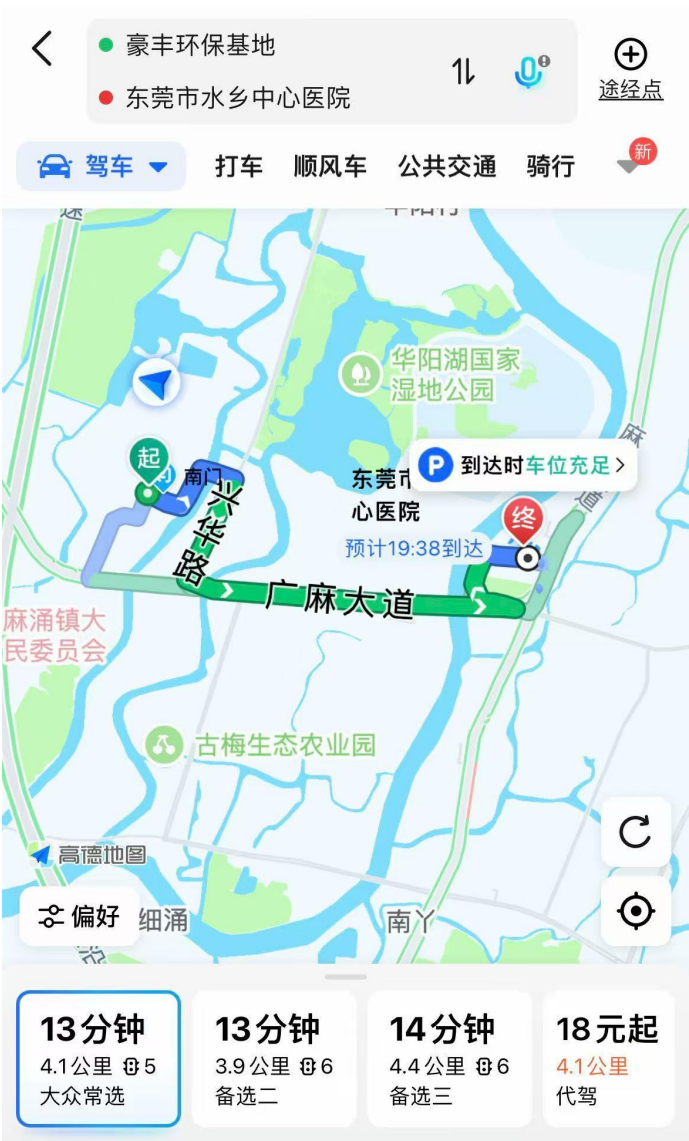 豪丰环保基地
东莞市水乡中心医院
途经点
驾车
打车
顺风车
公共交通
骑行
新
华阳湖国家
湿地公园
P 到达时车位充足
起
南门
兴华路
东莞市
心医院
终
预计19:38到达
广麻大道
麻
道
麻涌镇大
民委员会
古梅生态农业园
高德地图
偏好
细涌
南丫
13分钟
4.1公里 5
大众常选
13分钟
3.9公里 6
备选二
14分钟
4.4公里 6
备选三
18元起
4.1公里
代驾